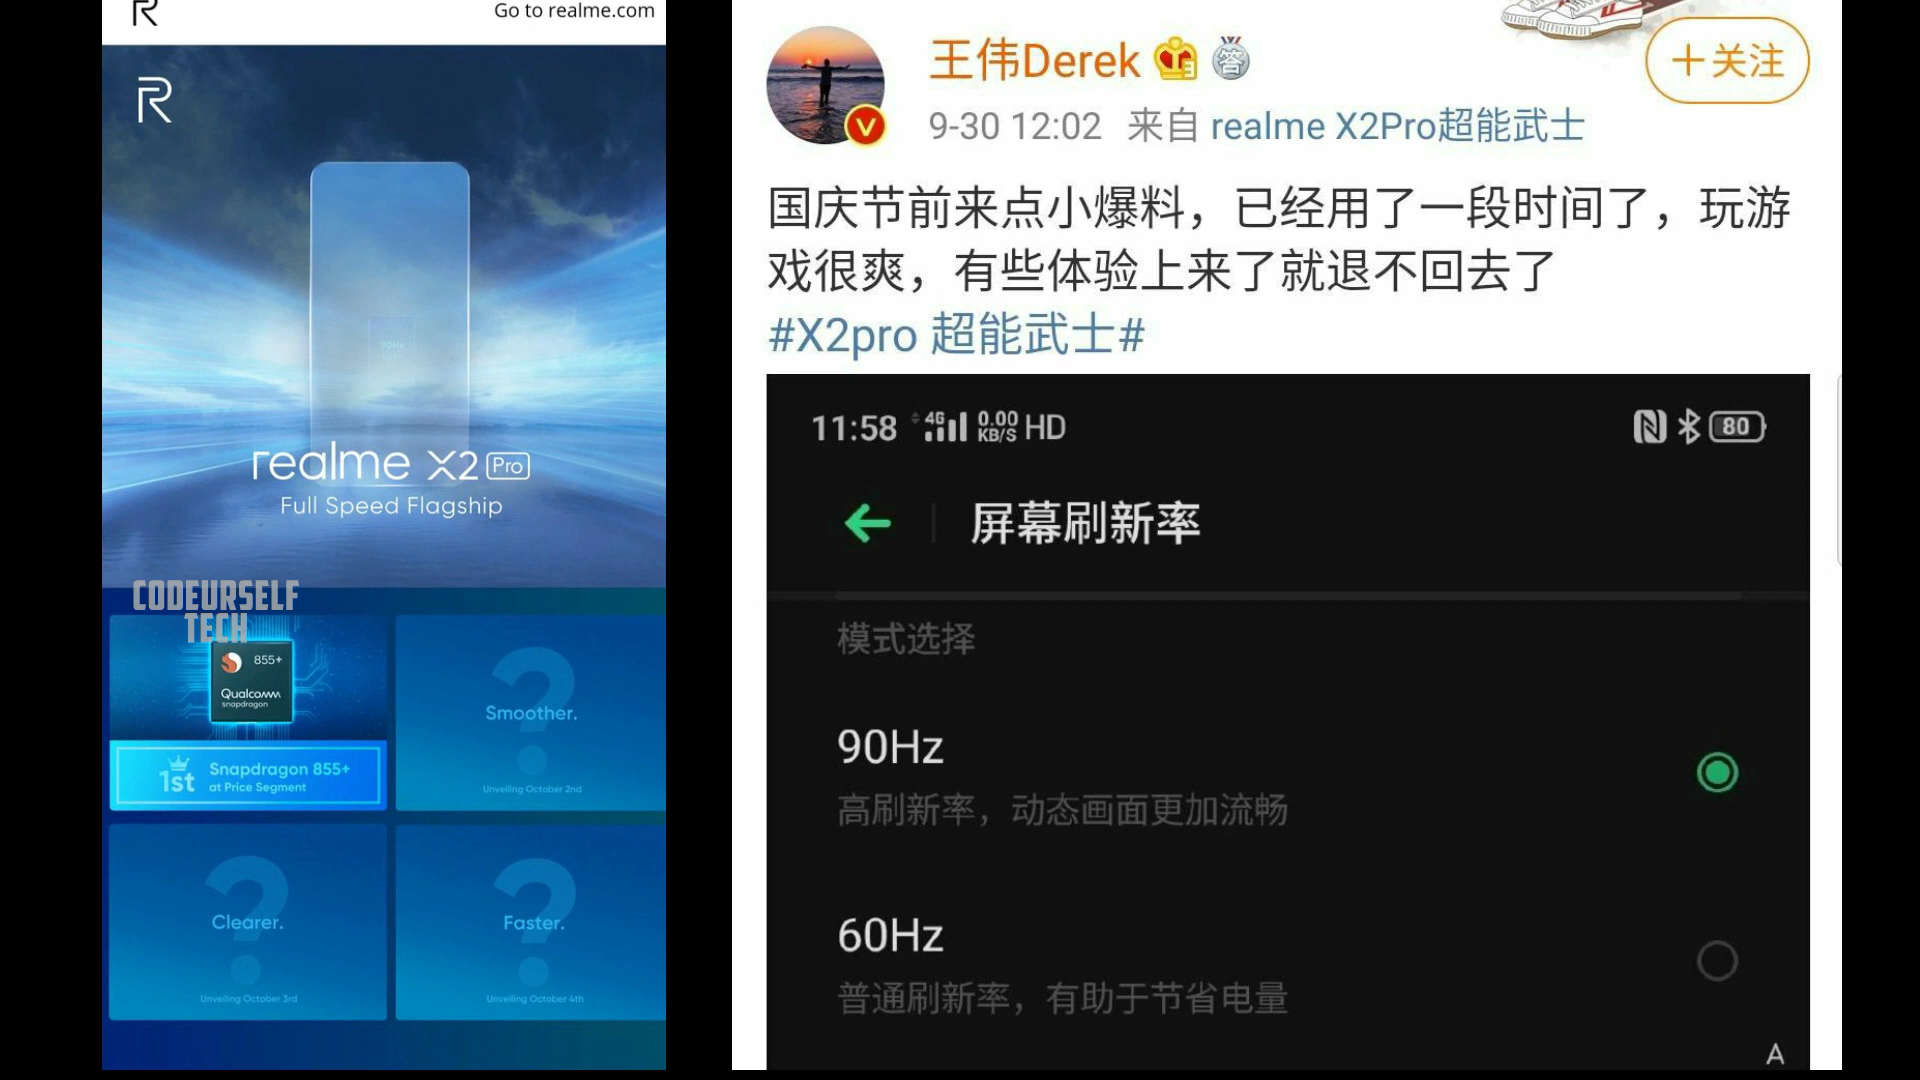 Go to realme.com
realme X2 Pro
Full Speed Flagship
CODEURSELF
TECH
855+
Qualcomm
snapdragon
1st
Snapdragon 855+
at Price Segment
Smoother.
Unveiling October 2nd
Clearer.
Unveiling October 3rd
Faster.
Unveiling October 4th
王伟Derek
答
V
+关注
9-30 12:02 来自 realme X2Pro超能武士
国庆节前来点小爆料，已经用了一段时间了，玩游
戏很爽，有些体验上来了就退不回去了
#X2pro 超能武士#
11:58 4G 0.00 KB/S HD 80
屏幕刷新率
模式选择
90Hz
高刷新率，动态画面更加流畅
60Hz
普通刷新率，有助于节省电量
A